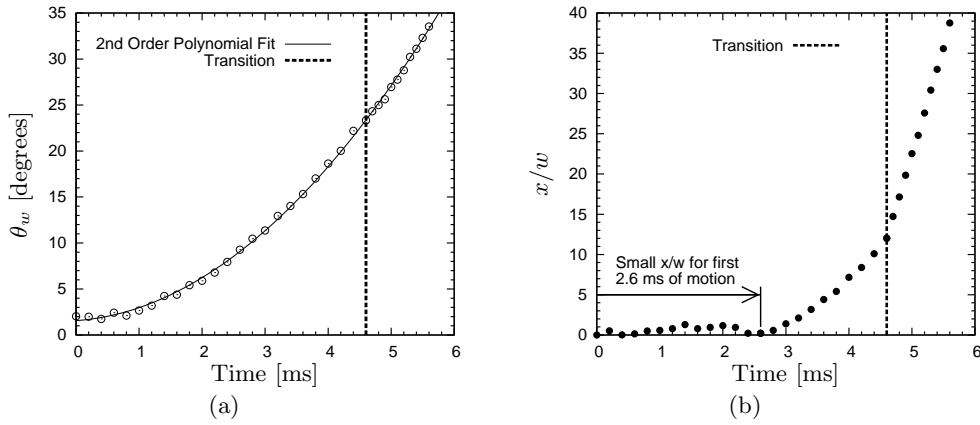 40
35
30
25
20
15
10
5
0
θw [degrees]
2nd Order Polynomial Fit
Transition
0 1 2 3 4 5 6
Time [ms]
(a)
40
35
30
25
20
15
10
5
0
x/w
Transition
Small x/w for first
2.6 ms of motion
0 1 2 3 4 5 6
Time [ms]
(b)